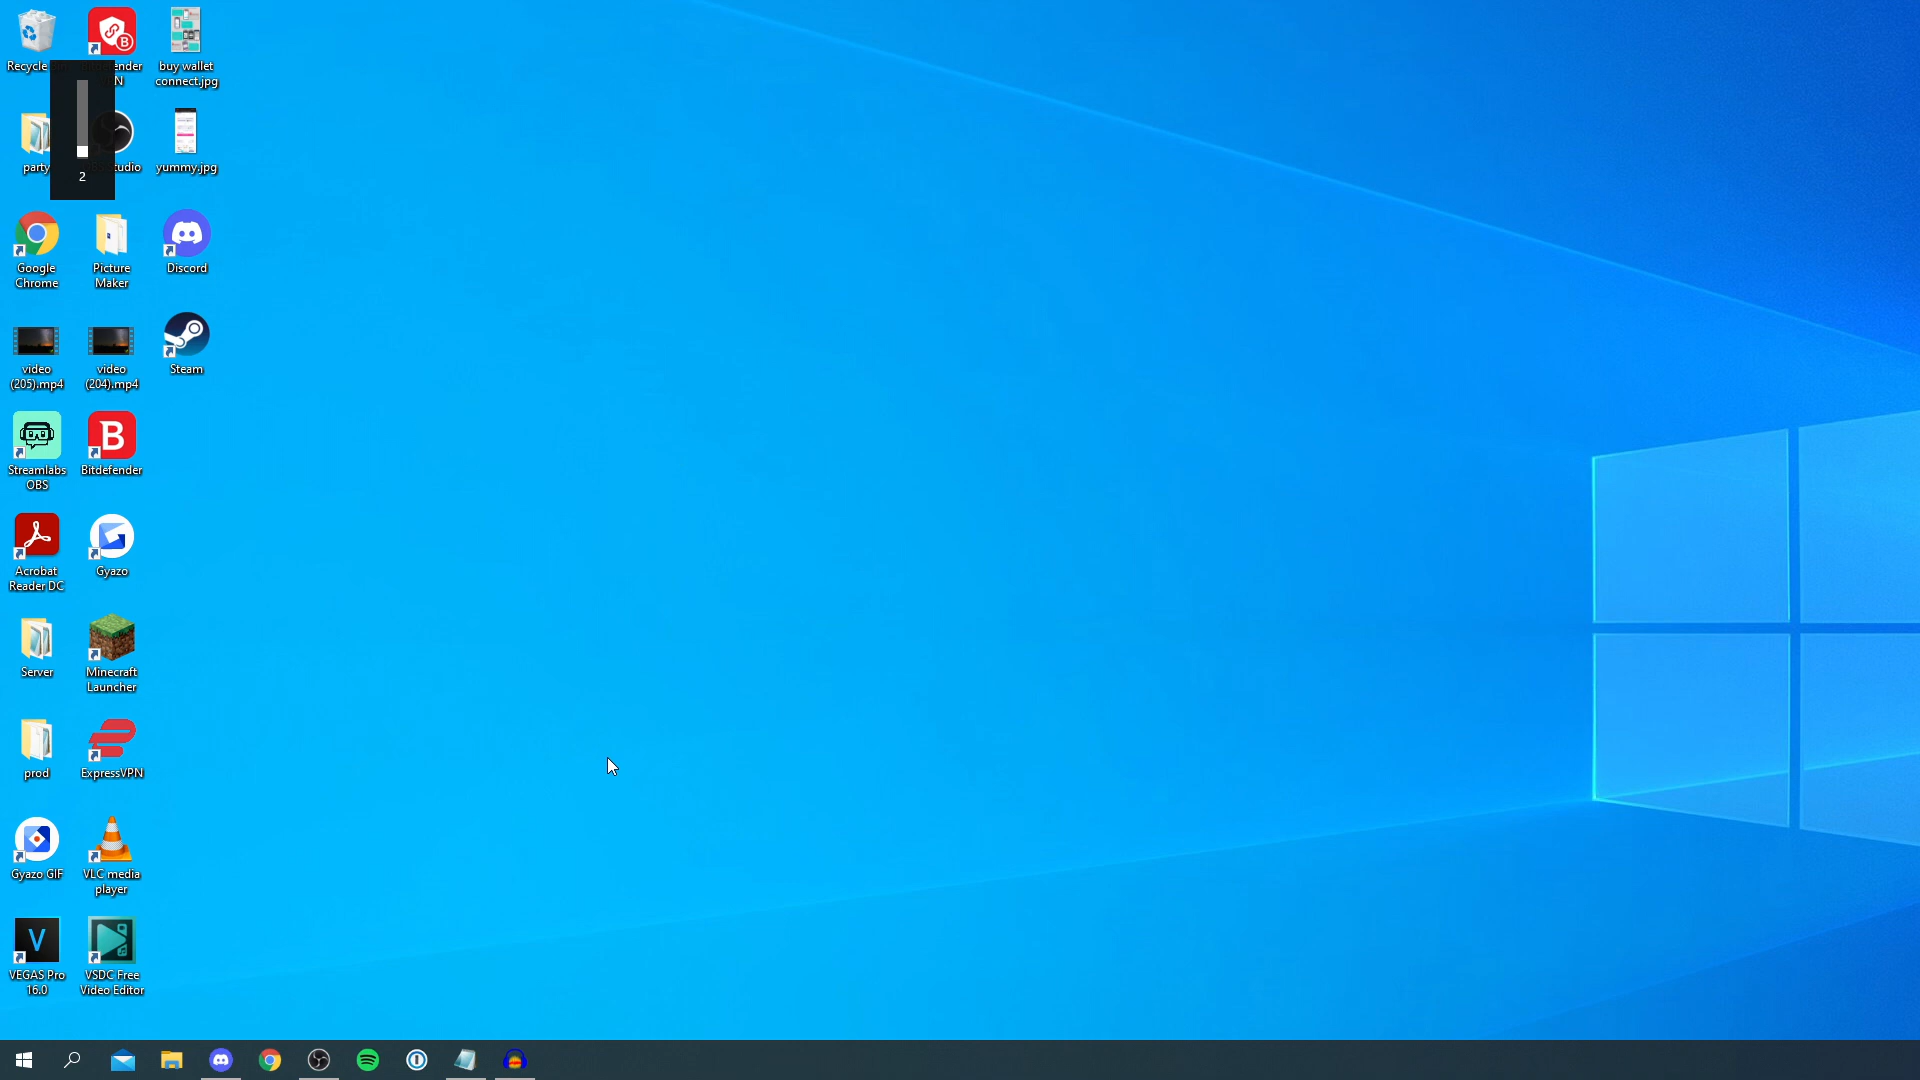 Recycle
ender
N
buy wallet
connect.jpg
party
tudio
yummy.jpg
2
Google
Chrome
Picture
Maker
Discord
video
(205).mp4
video
(204).mp4
Steam
Streamlabs
OBS
Bitdefender
Acrobat
Reader DC
Gyazo
Server
Minecraft
Launcher
prod
ExpressVPN
Gyazo GIF
VLC media
player
VEGAS Pro
16.0
VSDC Free
Video Editor